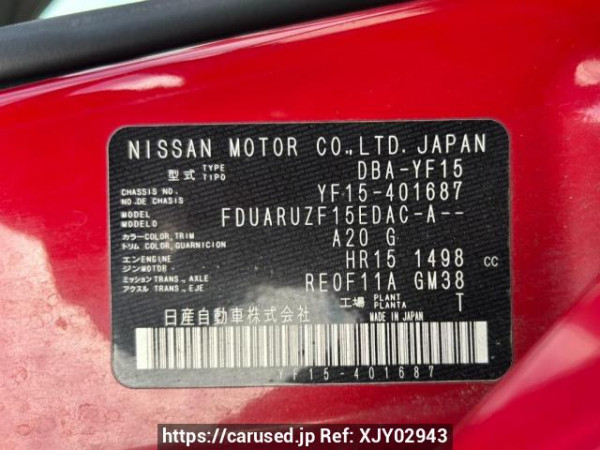 NISSAN MOTOR CO.,LTD. JAPAN
型式 TYPE TIPO DBA-YF15
CHASSIS NO. NO. DE CHASIS YF15-401687
MODEL MODELO FDUARUZF15EDAC-A--
カラー COLOR, TRIM トリム COLOR, GUARNICION A20 G
エンジン ENGINE MOTOR HR15 1498 CC
ミッション TRANS., AXLE アクスル TRANS., EJE RE0F11A GM38
工場 PLANT PLANTA T
日産自動車株式会社 MADE IN JAPAN
YF15-401687
https://carused.jp Ref: XJY02943